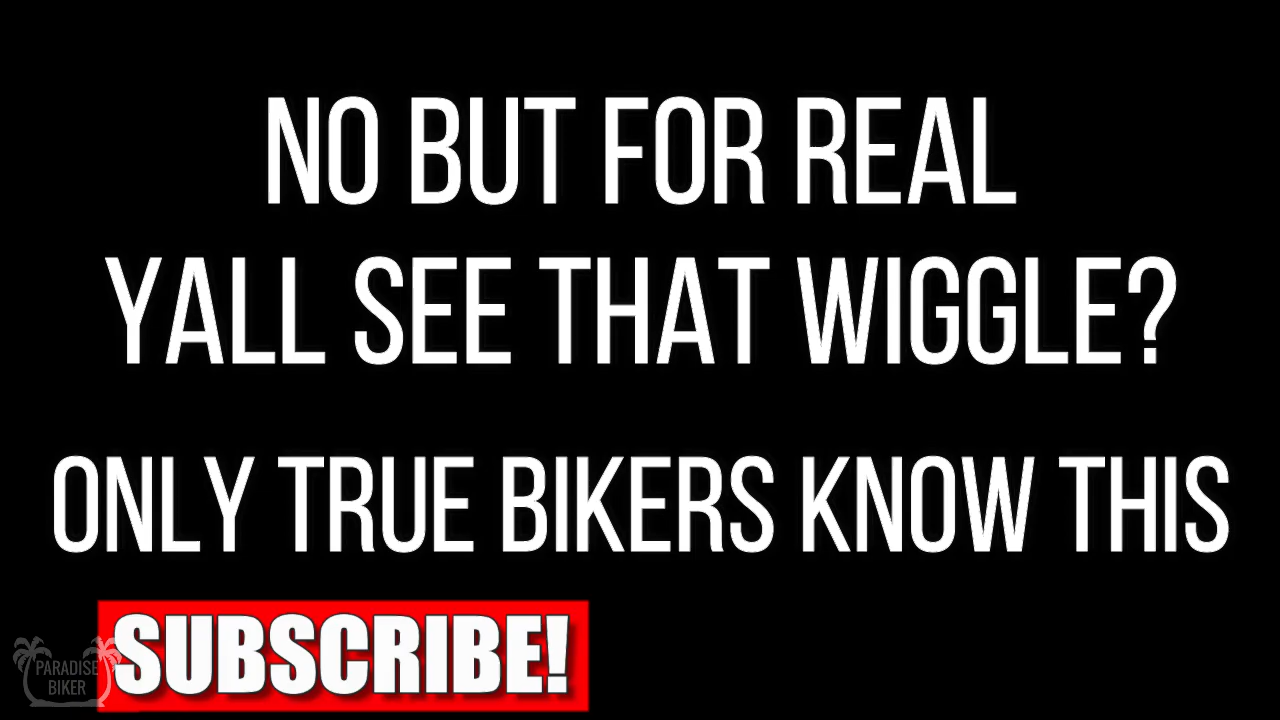 NO BUT FOR REAL
YALL SEE THAT WIGGLE?
ONLY TRUE BIKERS KNOW THIS
SUBSCRIBE!
PARADISE
BIKER